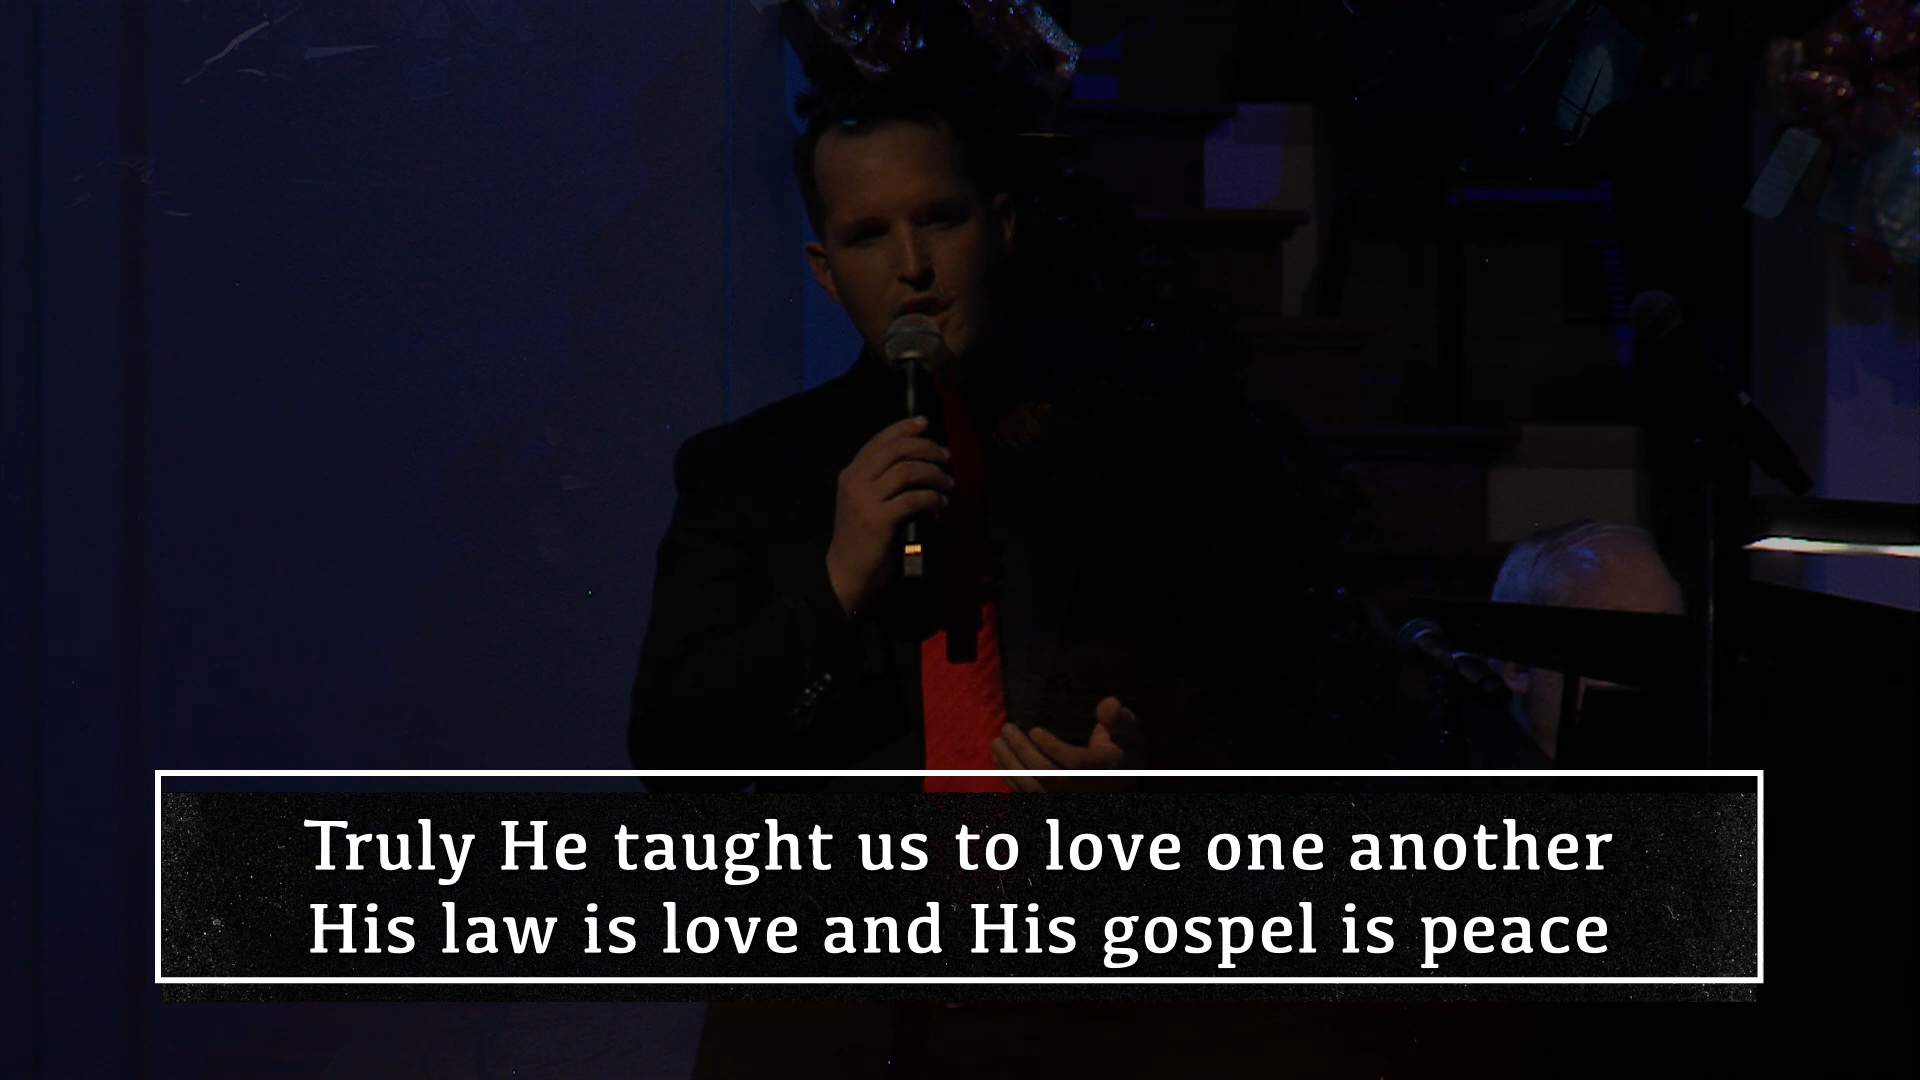 Truly He taught us to love one another
His law is love and His gospel is peace